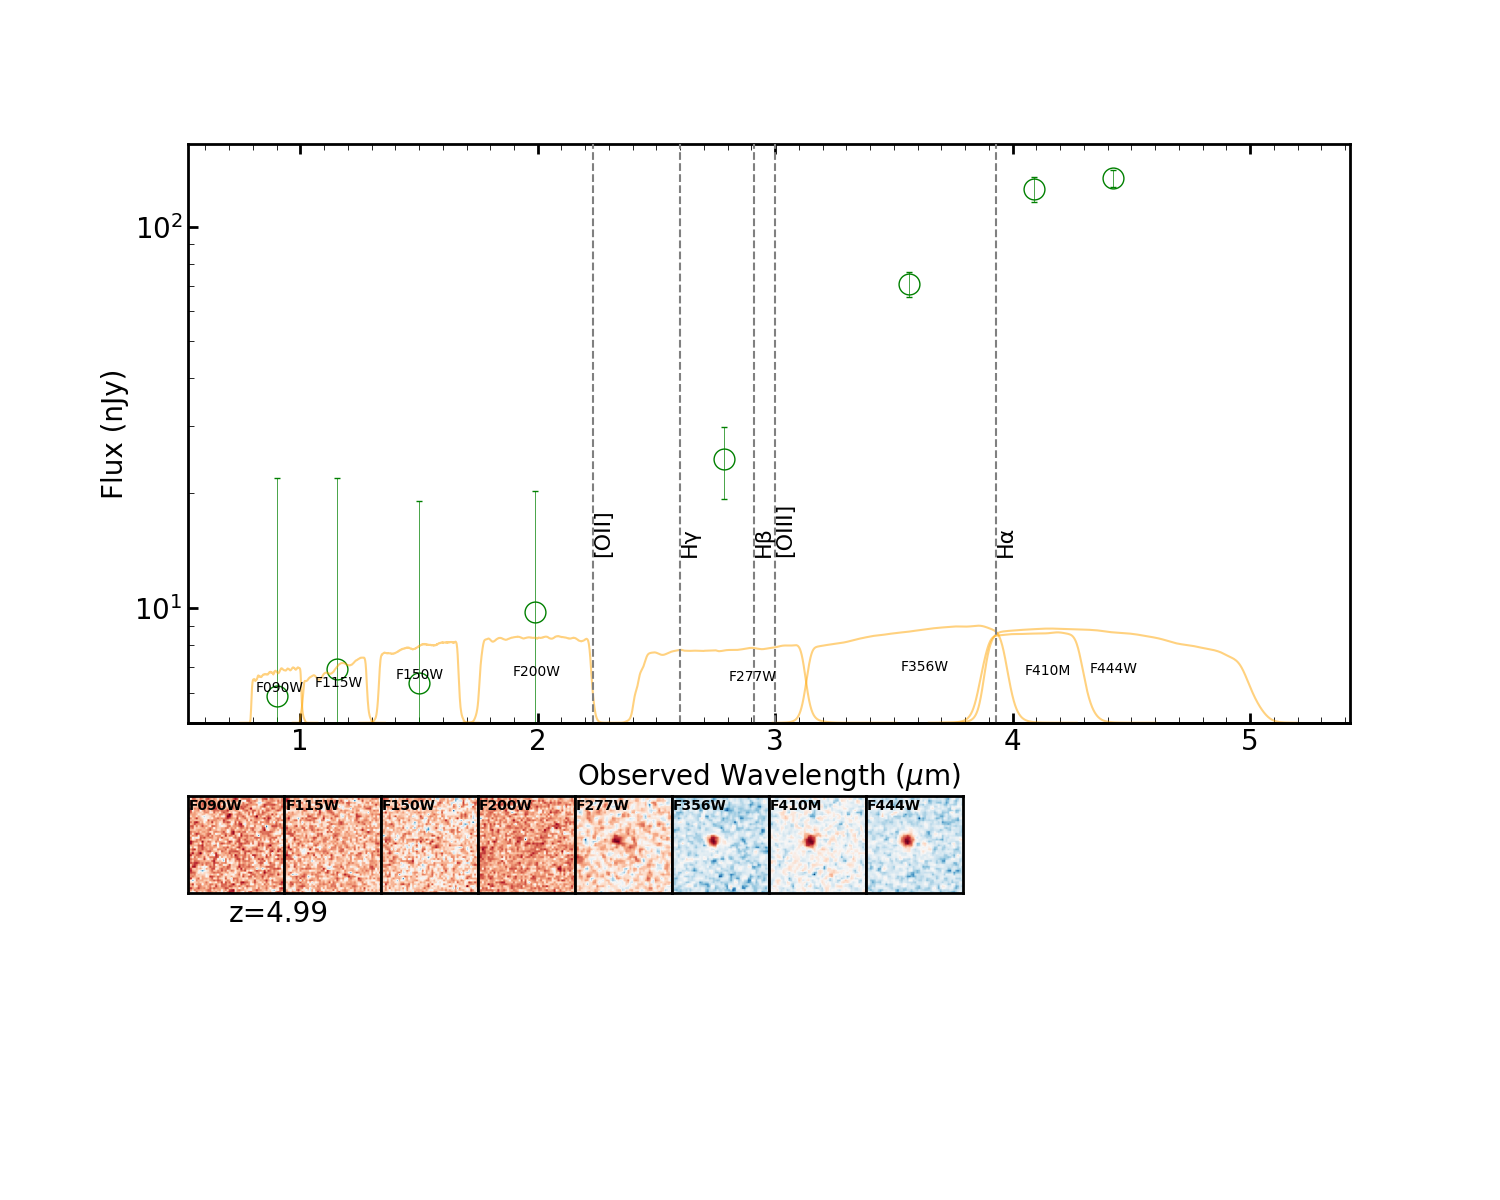 10²
10¹
Flux (nJy)
[OII]
Hγ
Hβ
[OIII]
Hα
F090W
F115W
F150W
F200W
F277W
F356W
F410M
F444W
1 2 3 4 5
Observed Wavelength (μm)
F090W F115W F150W F200W F277W F356W F410M F444W
z=4.99